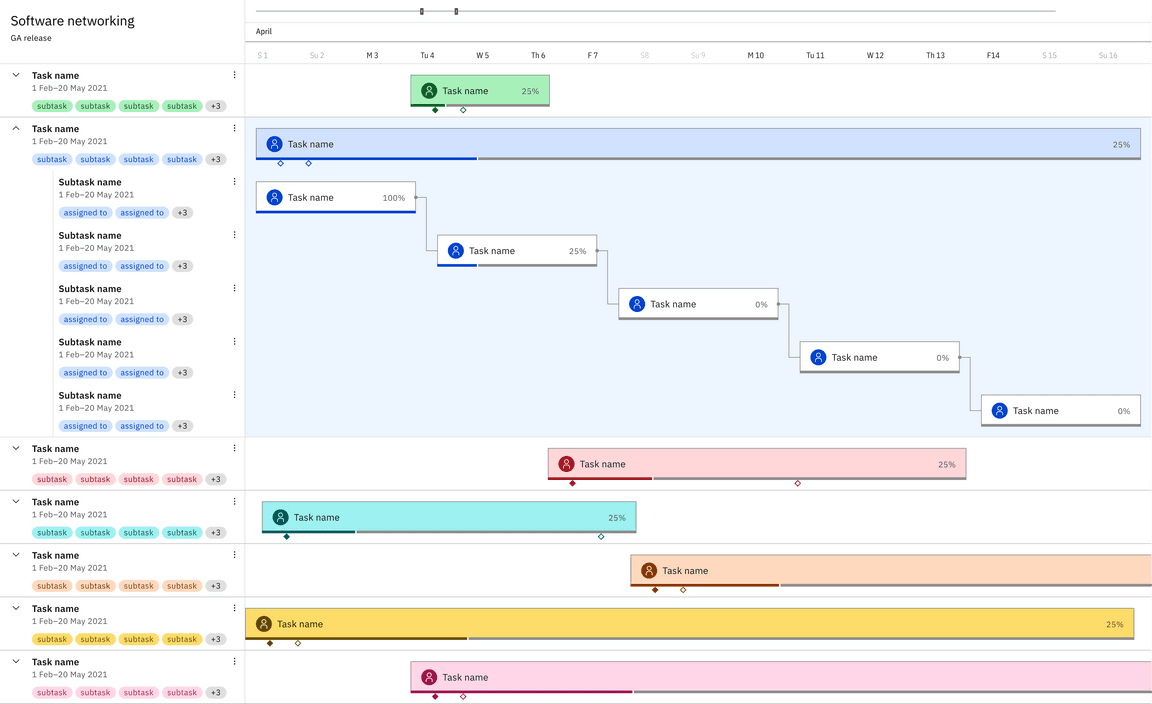 Software networking
GA release
April
S 1 Su 2 M 3 Tu 4 W 5 Th 6 F 7 S8 Su 9 M 10 Tu 11 W 12 Th 13 F14 S 15 Su 16
Task name
1 Feb–20 May 2021
subtask subtask subtask subtask +3
Task name 25%
Task name
1 Feb–20 May 2021
subtask subtask subtask subtask +3
Task name 25%
Subtask name
1 Feb–20 May 2021
assigned to assigned to +3
Task name 100%
Subtask name
1 Feb–20 May 2021
assigned to assigned to +3
Task name 25%
Subtask name
1 Feb–20 May 2021
assigned to assigned to +3
Task name 0%
Subtask name
1 Feb–20 May 2021
assigned to assigned to +3
Task name 0%
Subtask name
1 Feb–20 May 2021
assigned to assigned to +3
Task name 0%
Task name
1 Feb–20 May 2021
subtask subtask subtask subtask +3
Task name 25%
Task name
1 Feb–20 May 2021
subtask subtask subtask subtask +3
Task name 25%
Task name
1 Feb–20 May 2021
subtask subtask subtask subtask +3
Task name
Task name
1 Feb–20 May 2021
subtask subtask subtask subtask +3
Task name 25%
Task name
1 Feb–20 May 2021
subtask subtask subtask subtask +3
Task name